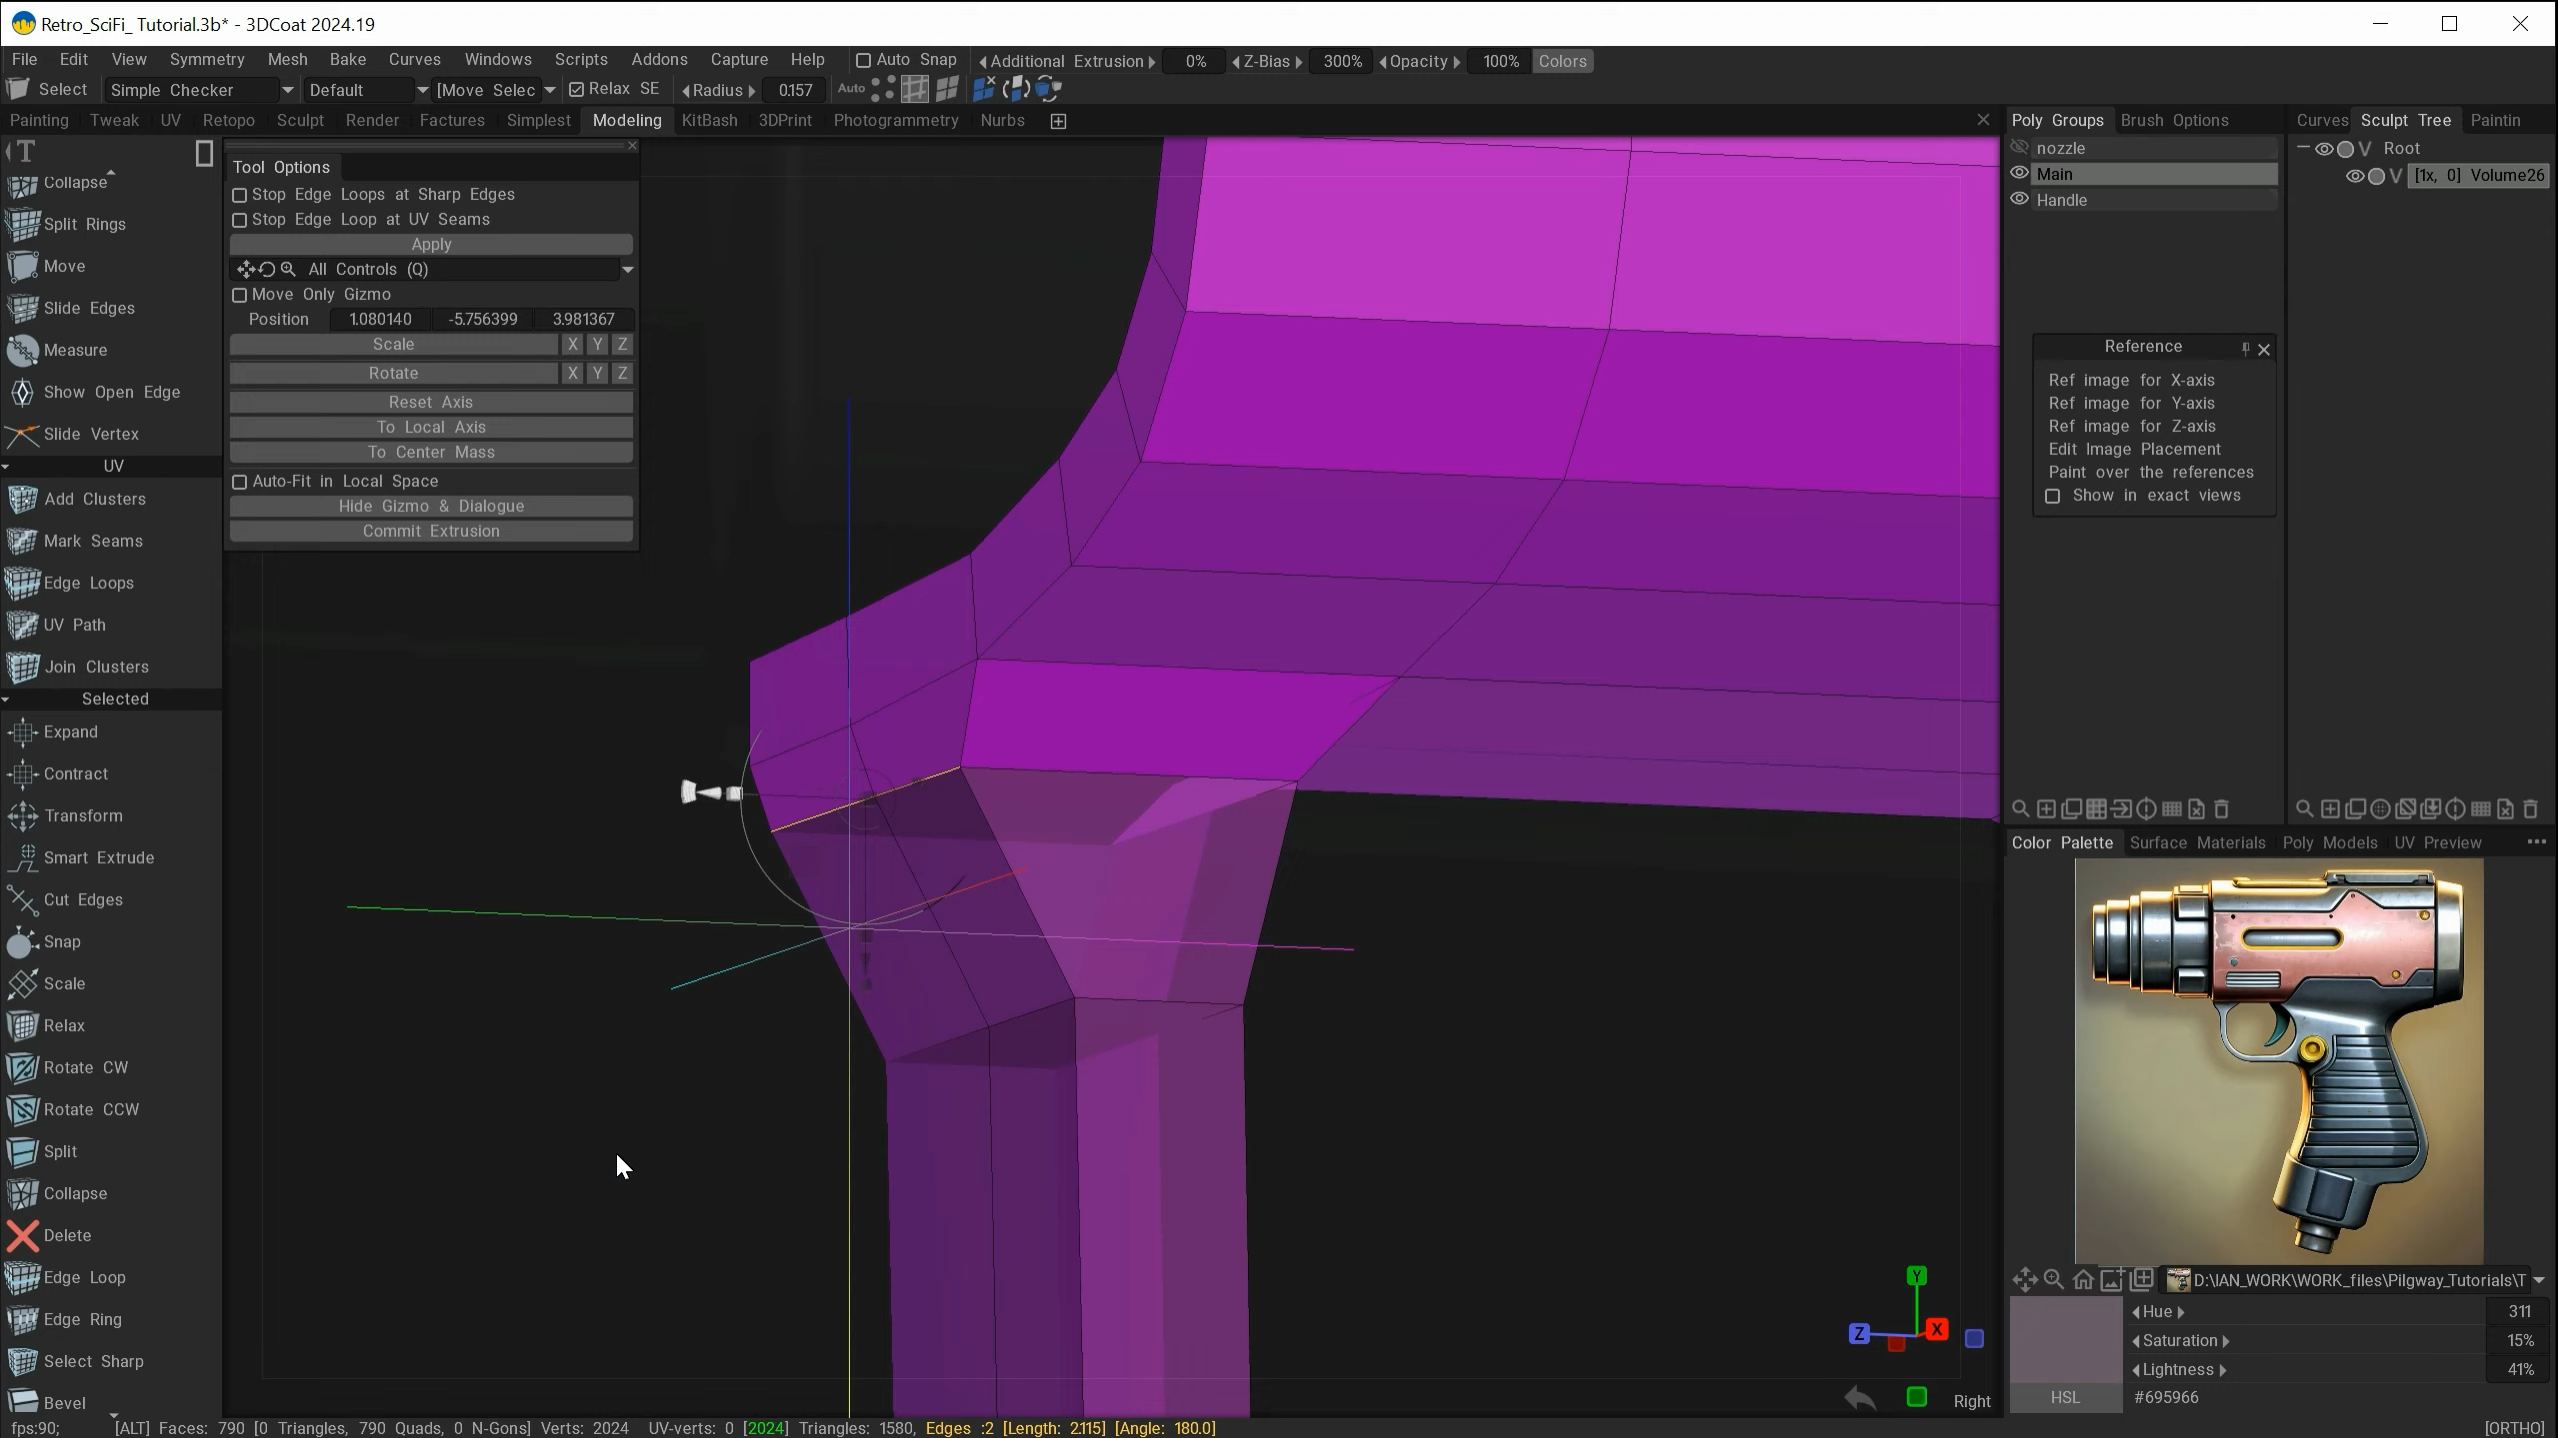 Retro_SciFi_ Tutorial.3b* - 3DCoat 2024.19
File Edit View Symmetry Mesh Bake Curves Windows Scripts Addons Capture Help Auto Snap Additional Extrusion 0% Z-Bias 300% Opacity 100% Colors
Select Simple Checker Default [Move Selec Relax SE Radius 0.157 Auto
Painting Tweak UV Retopo Sculpt Render Factures Simplest Modeling KitBash 3DPrint Photogrammetry Nurbs
T
Collapse
Split Rings
Move
Slide Edges
Measure
Show Open Edge
Slide Vertex
UV
Add Clusters
Mark Seams
Edge Loops
UV Path
Join Clusters
Selected
Expand
Contract
Transform
Smart Extrude
Cut Edges
Snap
Scale
Relax
Rotate CW
Rotate CCW
Split
Collapse
Delete
Edge Loop
Edge Ring
Select Sharp
Bevel
Tool Options
Stop Edge Loops at Sharp Edges
Stop Edge Loop at UV Seams
Apply
All Controls (Q)
Move Only Gizmo
Position 1.080140 -5.756399 3.981367
Scale X Y Z
Rotate X Y Z
Reset Axis
To Local Axis
To Center Mass
Auto-Fit in Local Space
Hide Gizmo & Dialogue
Commit Extrusion
Y
Z X
Right
Poly Groups Brush Options
nozzle
Main
Handle
Reference
Ref image for X-axis
Ref image for Y-axis
Ref image for Z-axis
Edit Image Placement
Paint over the references
Show in exact views
Curves Sculpt Tree Paintin
V Root
V [1x, 0] Volume26
Color Palette Surface Materials Poly Models UV Preview
D:\IAN_WORK\WORK_files\Pilgway_Tutorials\T
Hue 311
Saturation 15%
Lightness 41%
HSL #695966
fps:90; [ALT] Faces: 790 [0 Triangles, 790 Quads, 0 N-Gons] Verts: 2024 UV-verts: 0 [2024] Triangles: 1580, Edges :2 [Length: 2.115] [Angle: 180.0] [ORTHO]